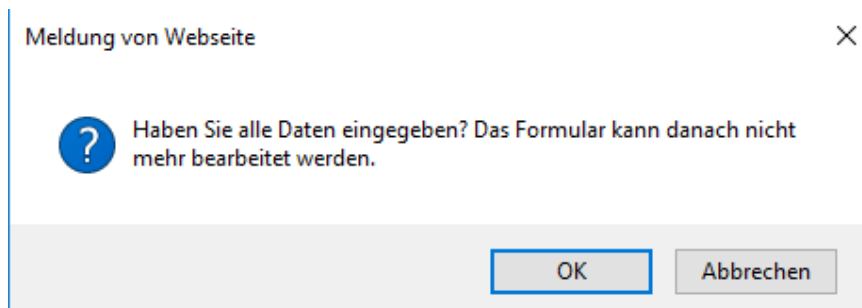 Meldung von Webseite
?
Haben Sie alle Daten eingegeben? Das Formular kann danach nicht
mehr bearbeitet werden.
OK
Abbrechen